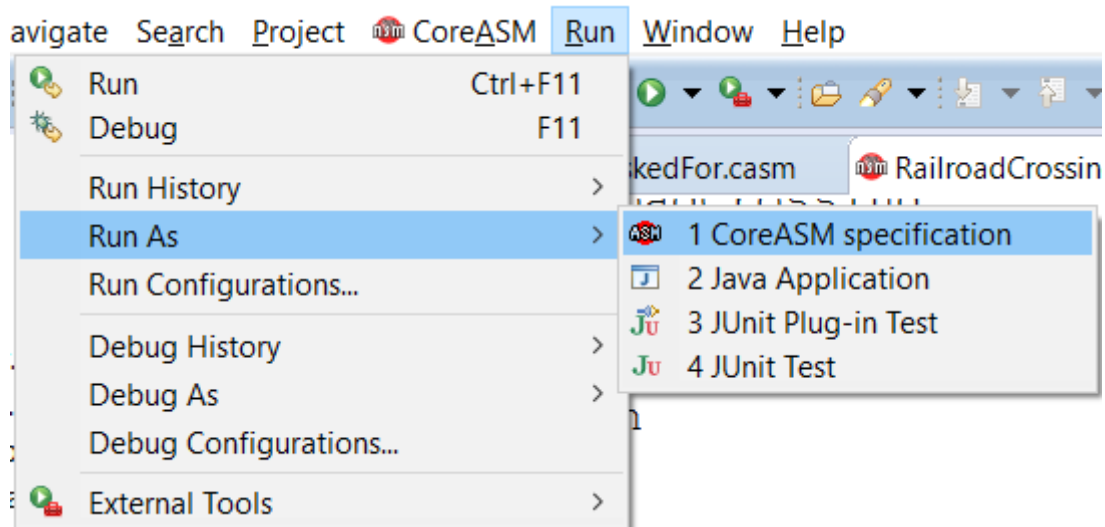 avigate Search Project CoreASM Run Window Help
Run Ctrl+F11
Debug F11
kedFor.casm RailroadCrossin
Run History
Run As
1 CoreASM specification
2 Java Application
3 JUnit Plug-in Test
4 JUnit Test
Run Configurations...
Debug History
Debug As
Debug Configurations...
External Tools